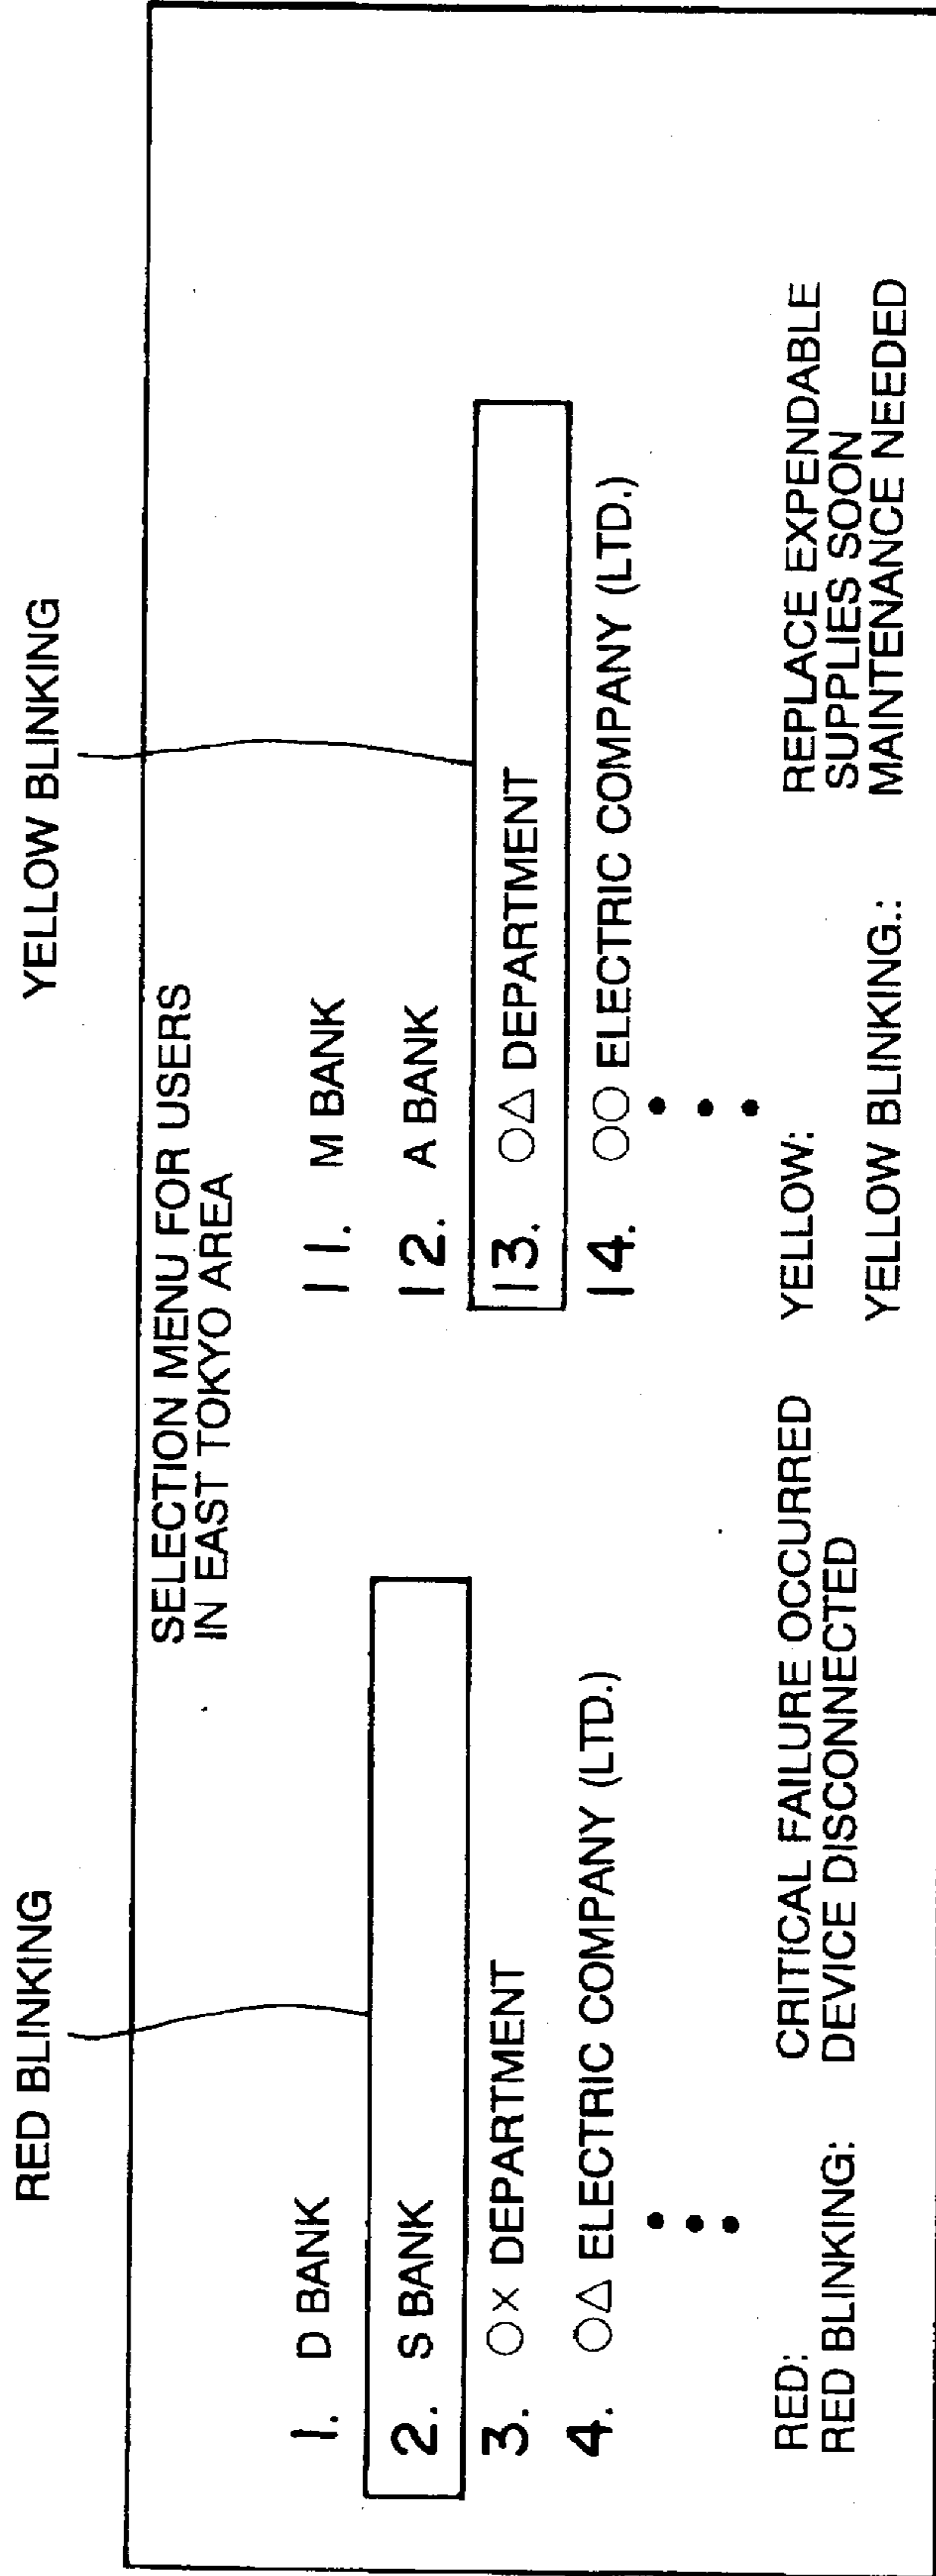 RED BLINKING
YELLOW BLINKING
SELECTION MENU FOR USERS
IN EAST TOKYO AREA
1. D BANK
2. S BANK
3. ○× DEPARTMENT
4. ○△ ELECTRIC COMPANY (LTD.)
11. M BANK
12. A BANK
13. ○△ DEPARTMENT
14. ○○ ELECTRIC COMPANY (LTD.)
RED: CRITICAL FAILURE OCCURRED
RED BLINKING: DEVICE DISCONNECTED
YELLOW: REPLACE EXPENDABLE
SUPPLIES SOON
YELLOW BLINKING.: MAINTENANCE NEEDED